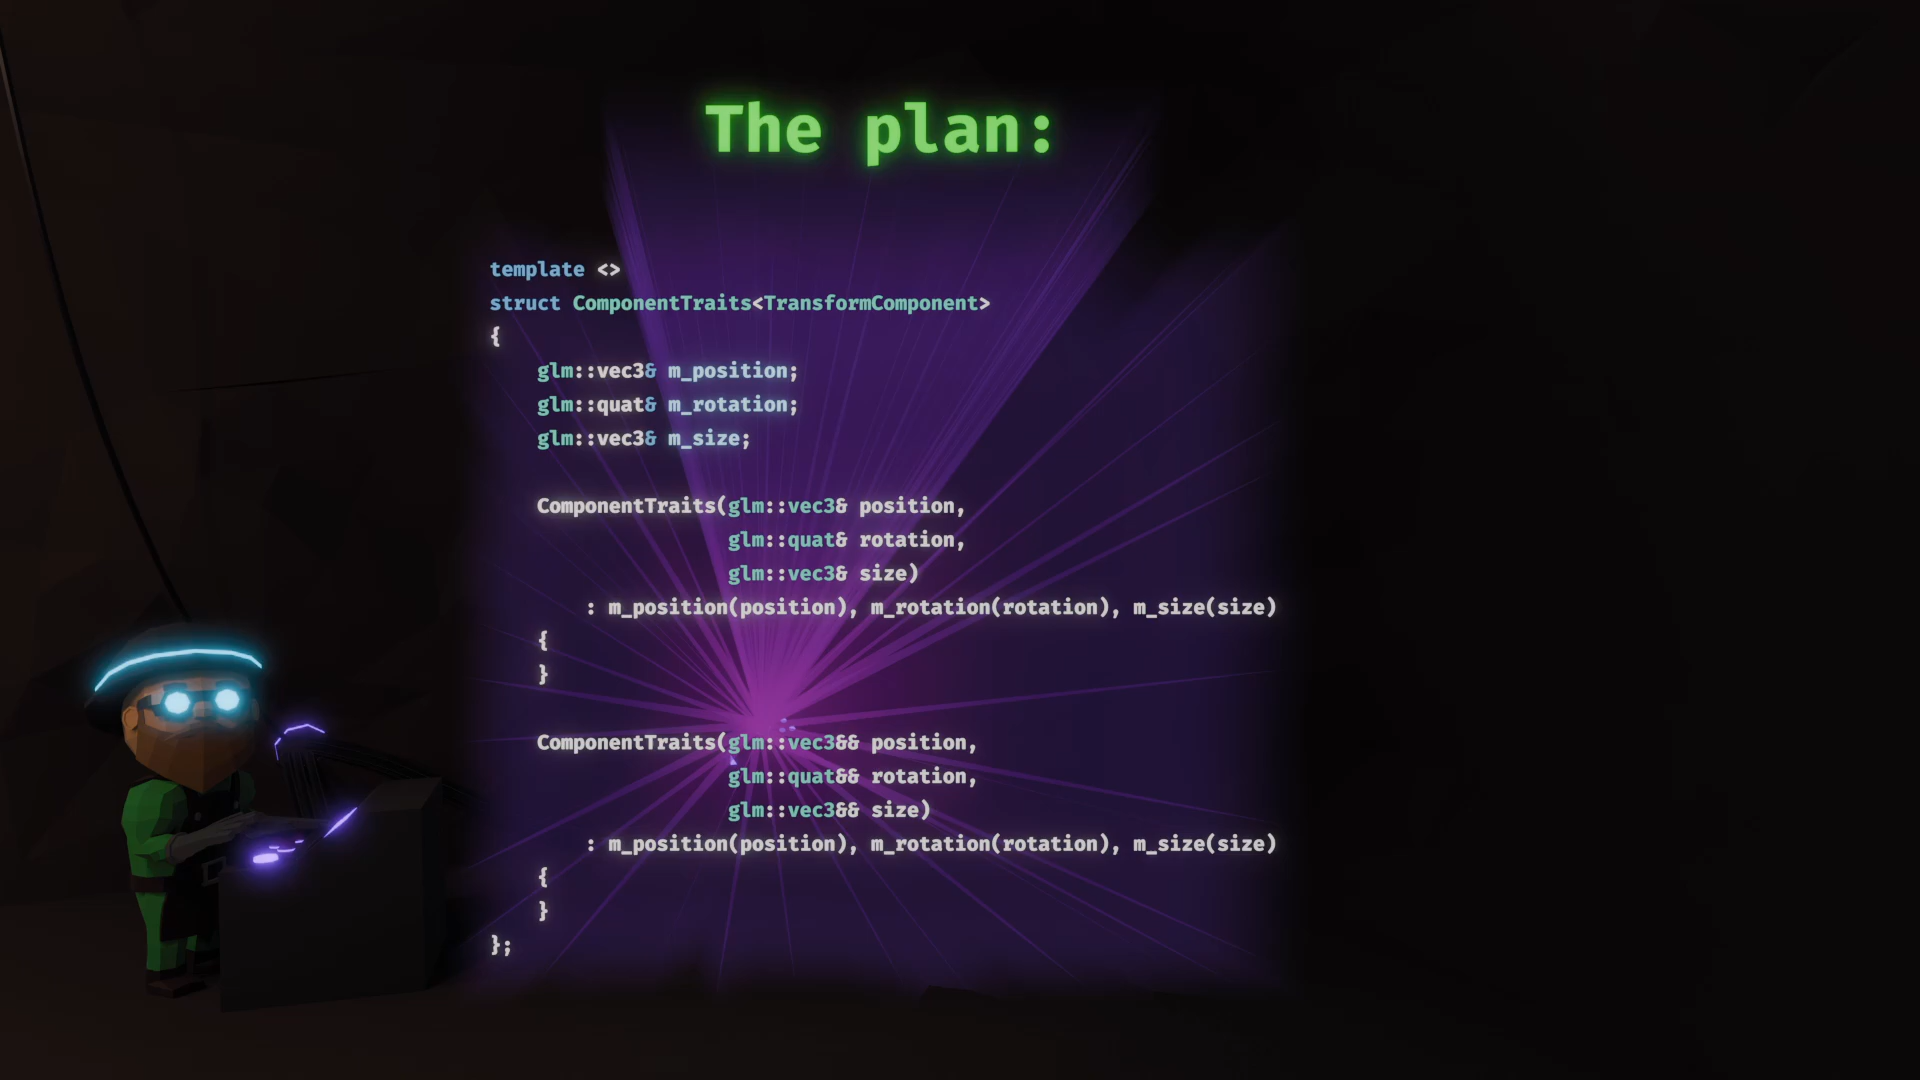 The plan:
template <>
struct ComponentTraits<TransformComponent>
{
    glm::vec3& m_position;
    glm::quat& m_rotation;
    glm::vec3& m_size;
    ComponentTraits(glm::vec3& position,
                    glm::quat& rotation,
                    glm::vec3& size)
        : m_position(position), m_rotation(rotation), m_size(size)
    {
    }
    ComponentTraits(glm::vec3&& position,
                    glm::quat&& rotation,
                    glm::vec3&& size)
        : m_position(position), m_rotation(rotation), m_size(size)
    {
    }
};